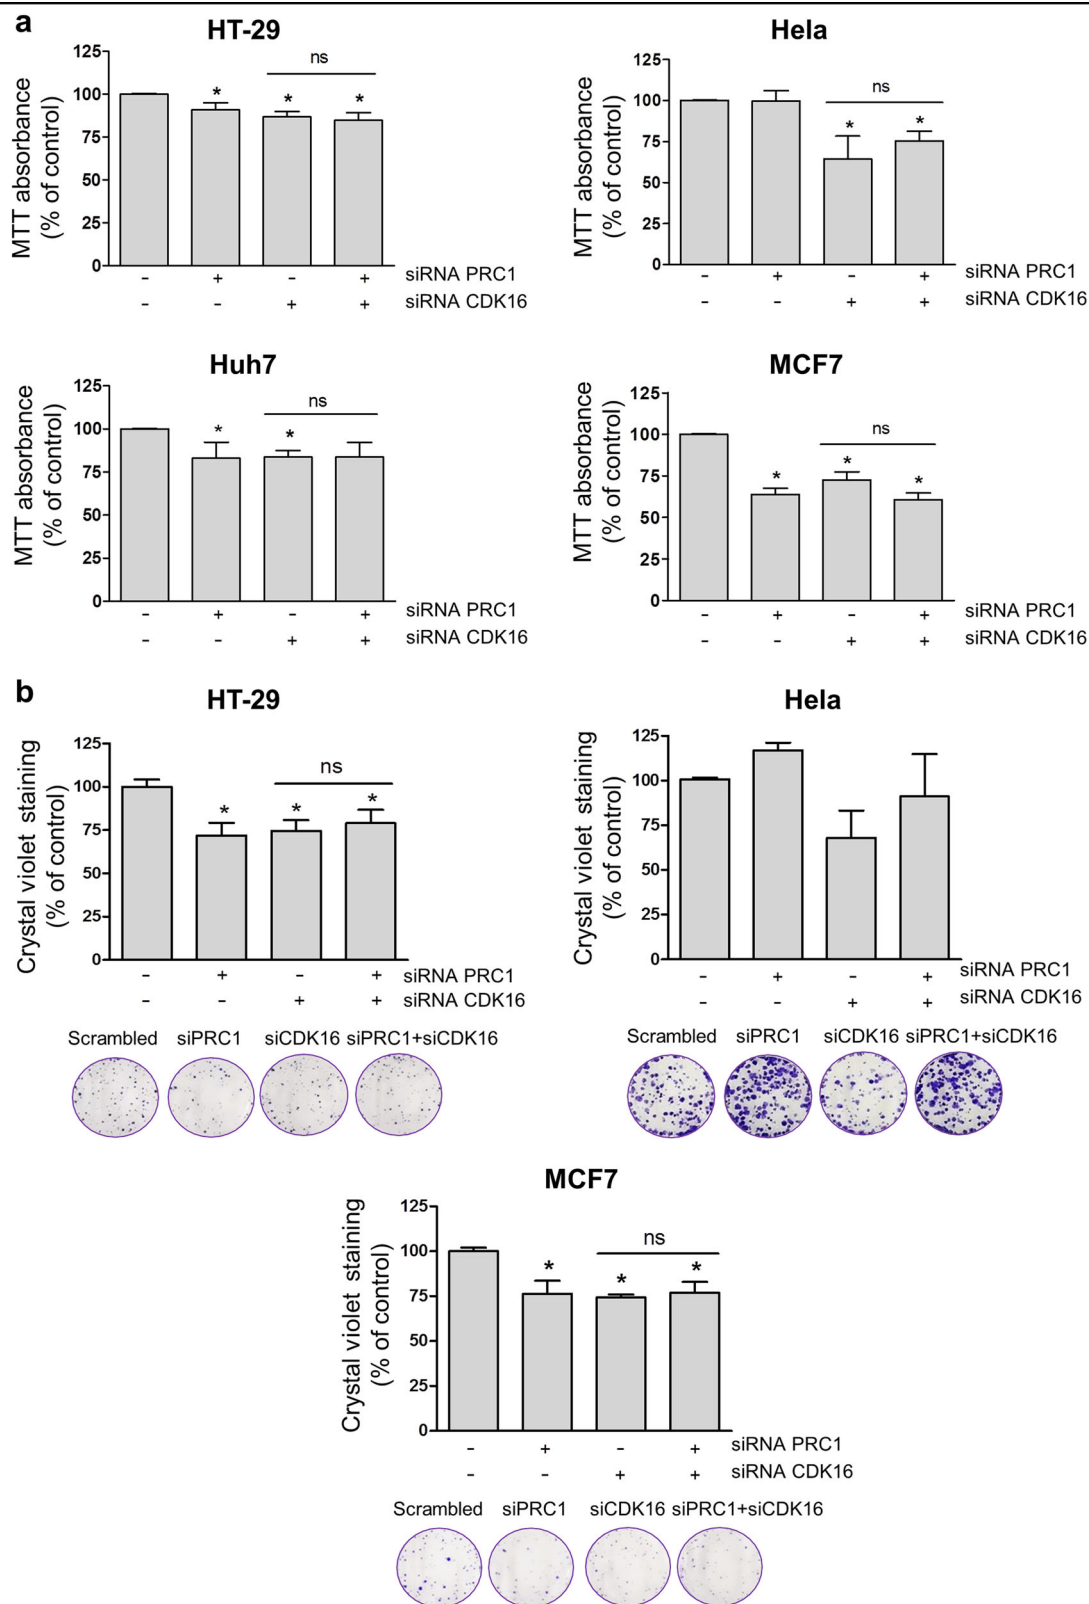 a
HT-29
MTT absorbance
(% of control)
125
100
75
50
25
0
* * *
ns
- + - + siRNA PRC1
- - + + siRNA CDK16
Hela
MTT absorbance
(% of control)
125
100
75
50
25
0
* *
ns
- + - + siRNA PRC1
- - + + siRNA CDK16
Huh7
MTT absorbance
(% of control)
125
100
75
50
25
0
* *
ns
- + - + siRNA PRC1
- - + + siRNA CDK16
MCF7
MTT absorbance
(% of control)
125
100
75
50
25
0
* * *
ns
- + - + siRNA PRC1
- - + + siRNA CDK16
b
HT-29
Crystal violet staining
(% of control)
125
100
75
50
25
0
* * *
ns
- + - + siRNA PRC1
- - + + siRNA CDK16
Scrambled siPRC1 siCDK16 siPRC1+siCDK16
Hela
Crystal violet staining
(% of control)
125
100
75
50
25
0
- + - + siRNA PRC1
- - + + siRNA CDK16
Scrambled siPRC1 siCDK16 siPRC1+siCDK16
MCF7
Crystal violet staining
(% of control)
125
100
75
50
25
0
* * *
ns
- + - + siRNA PRC1
- - + + siRNA CDK16
Scrambled siPRC1 siCDK16 siPRC1+siCDK16